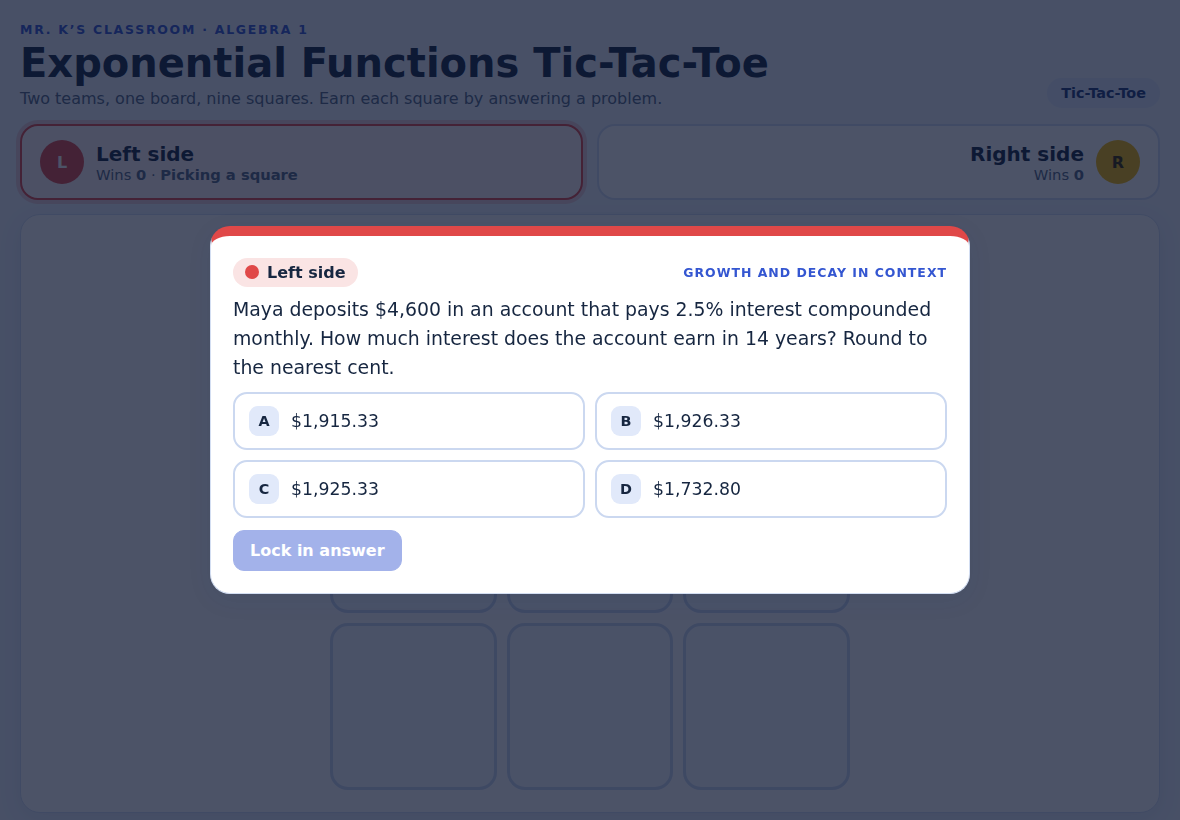 MR. K'S CLASSROOM · ALGEBRA 1
Exponential Functions Tic-Tac-Toe
Two teams, one board, nine squares. Earn each square by answering a problem.
Tic-Tac-Toe
L
Left side
Wins 0 · Picking a square
Right side
Wins 0
R
Left side
GROWTH AND DECAY IN CONTEXT
Maya deposits $4,600 in an account that pays 2.5% interest compounded
monthly. How much interest does the account earn in 14 years? Round to
the nearest cent.
A $1,915.33
B $1,926.33
C $1,925.33
D $1,732.80
Lock in answer